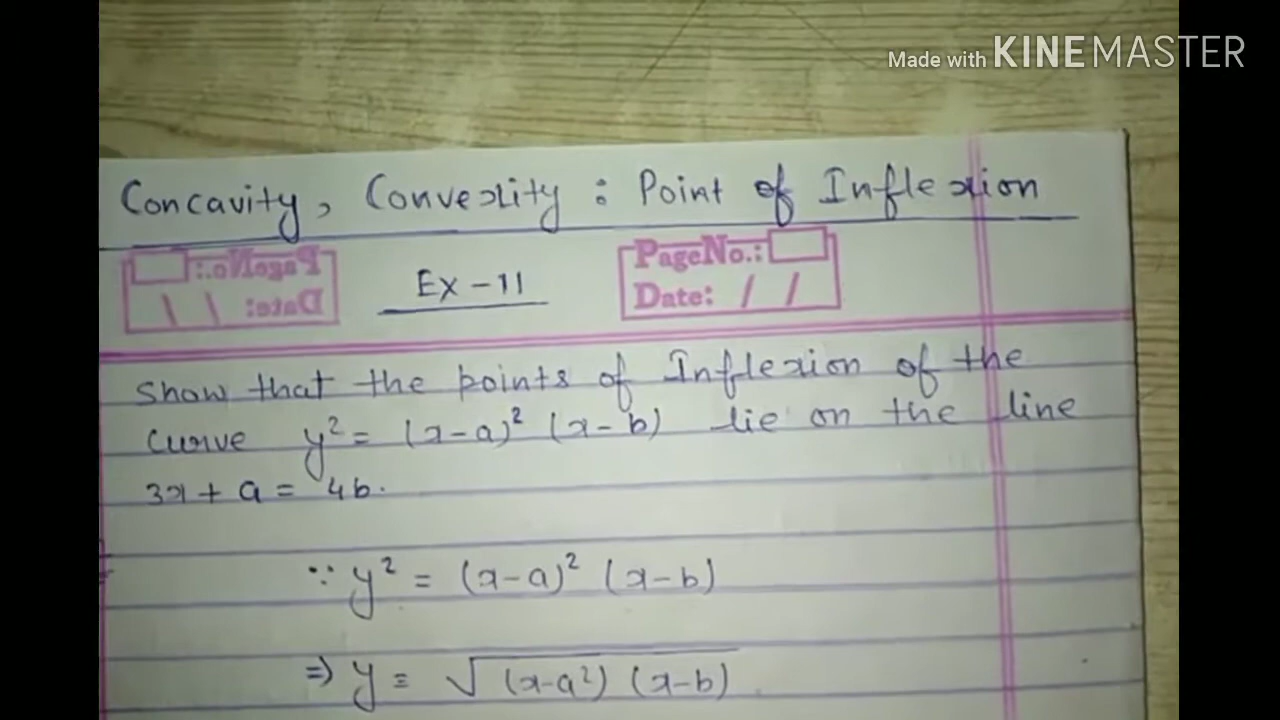 Made with KINEMASTER
Concavity, Convexity : Point of Inflexion
PageNo.:
Date: / /
Ex - 11
PageNo.:
Date: / /
Show that the points of Inflexion of the
curve y² = (x-a)² (x-b) lie on the line
3x + a = 4b.
∵ y² = (x-a)² (x-b)
⇒ y = √(x-a²) (x-b)